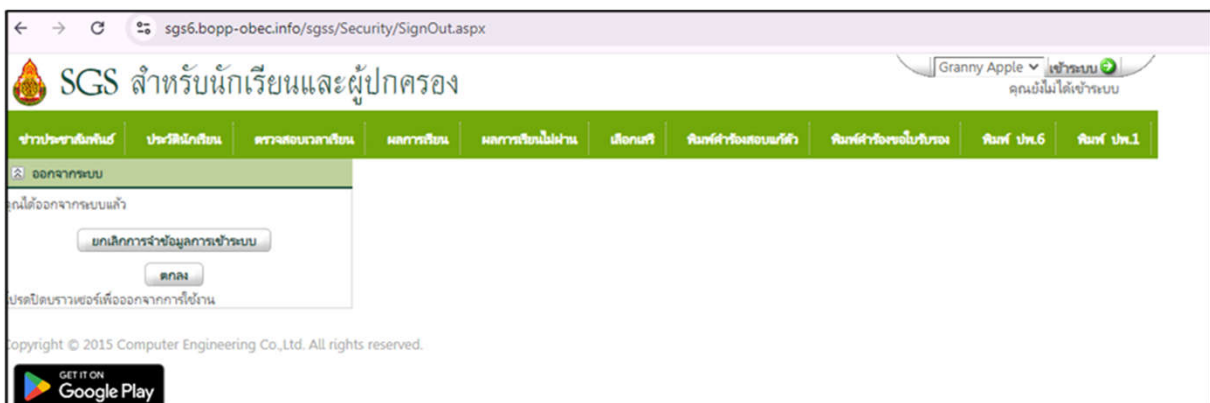 sgs6.bopp-obec.info/sgss/Security/SignOut.aspx
SGS สำหรับนักเรียนและผู้ปกครอง
Granny Apple เข้าระบบ
คุณยังไม่ได้เข้าระบบ
ข่าวประชาสัมพันธ์ ประวัตินักเรียน ตรวจสอบเวลาเรียน ผลการเรียน ผลการเรียนไม่ผ่าน เลือกเสรี พิมพ์คำร้องสอบแก้ตัว พิมพ์คำร้องขอใบรับรอง พิมพ์ ปพ.6 พิมพ์ ปพ.1
ออกจากระบบ
คุณได้ออกจากระบบแล้ว
ยกเลิกการจำข้อมูลการเข้าระบบ
ตกลง
โปรดปิดบราวเซอร์เพื่อออกจากการใช้งาน
Copyright © 2015 Computer Engineering Co.,Ltd. All rights reserved.
GET IT ON
Google Play